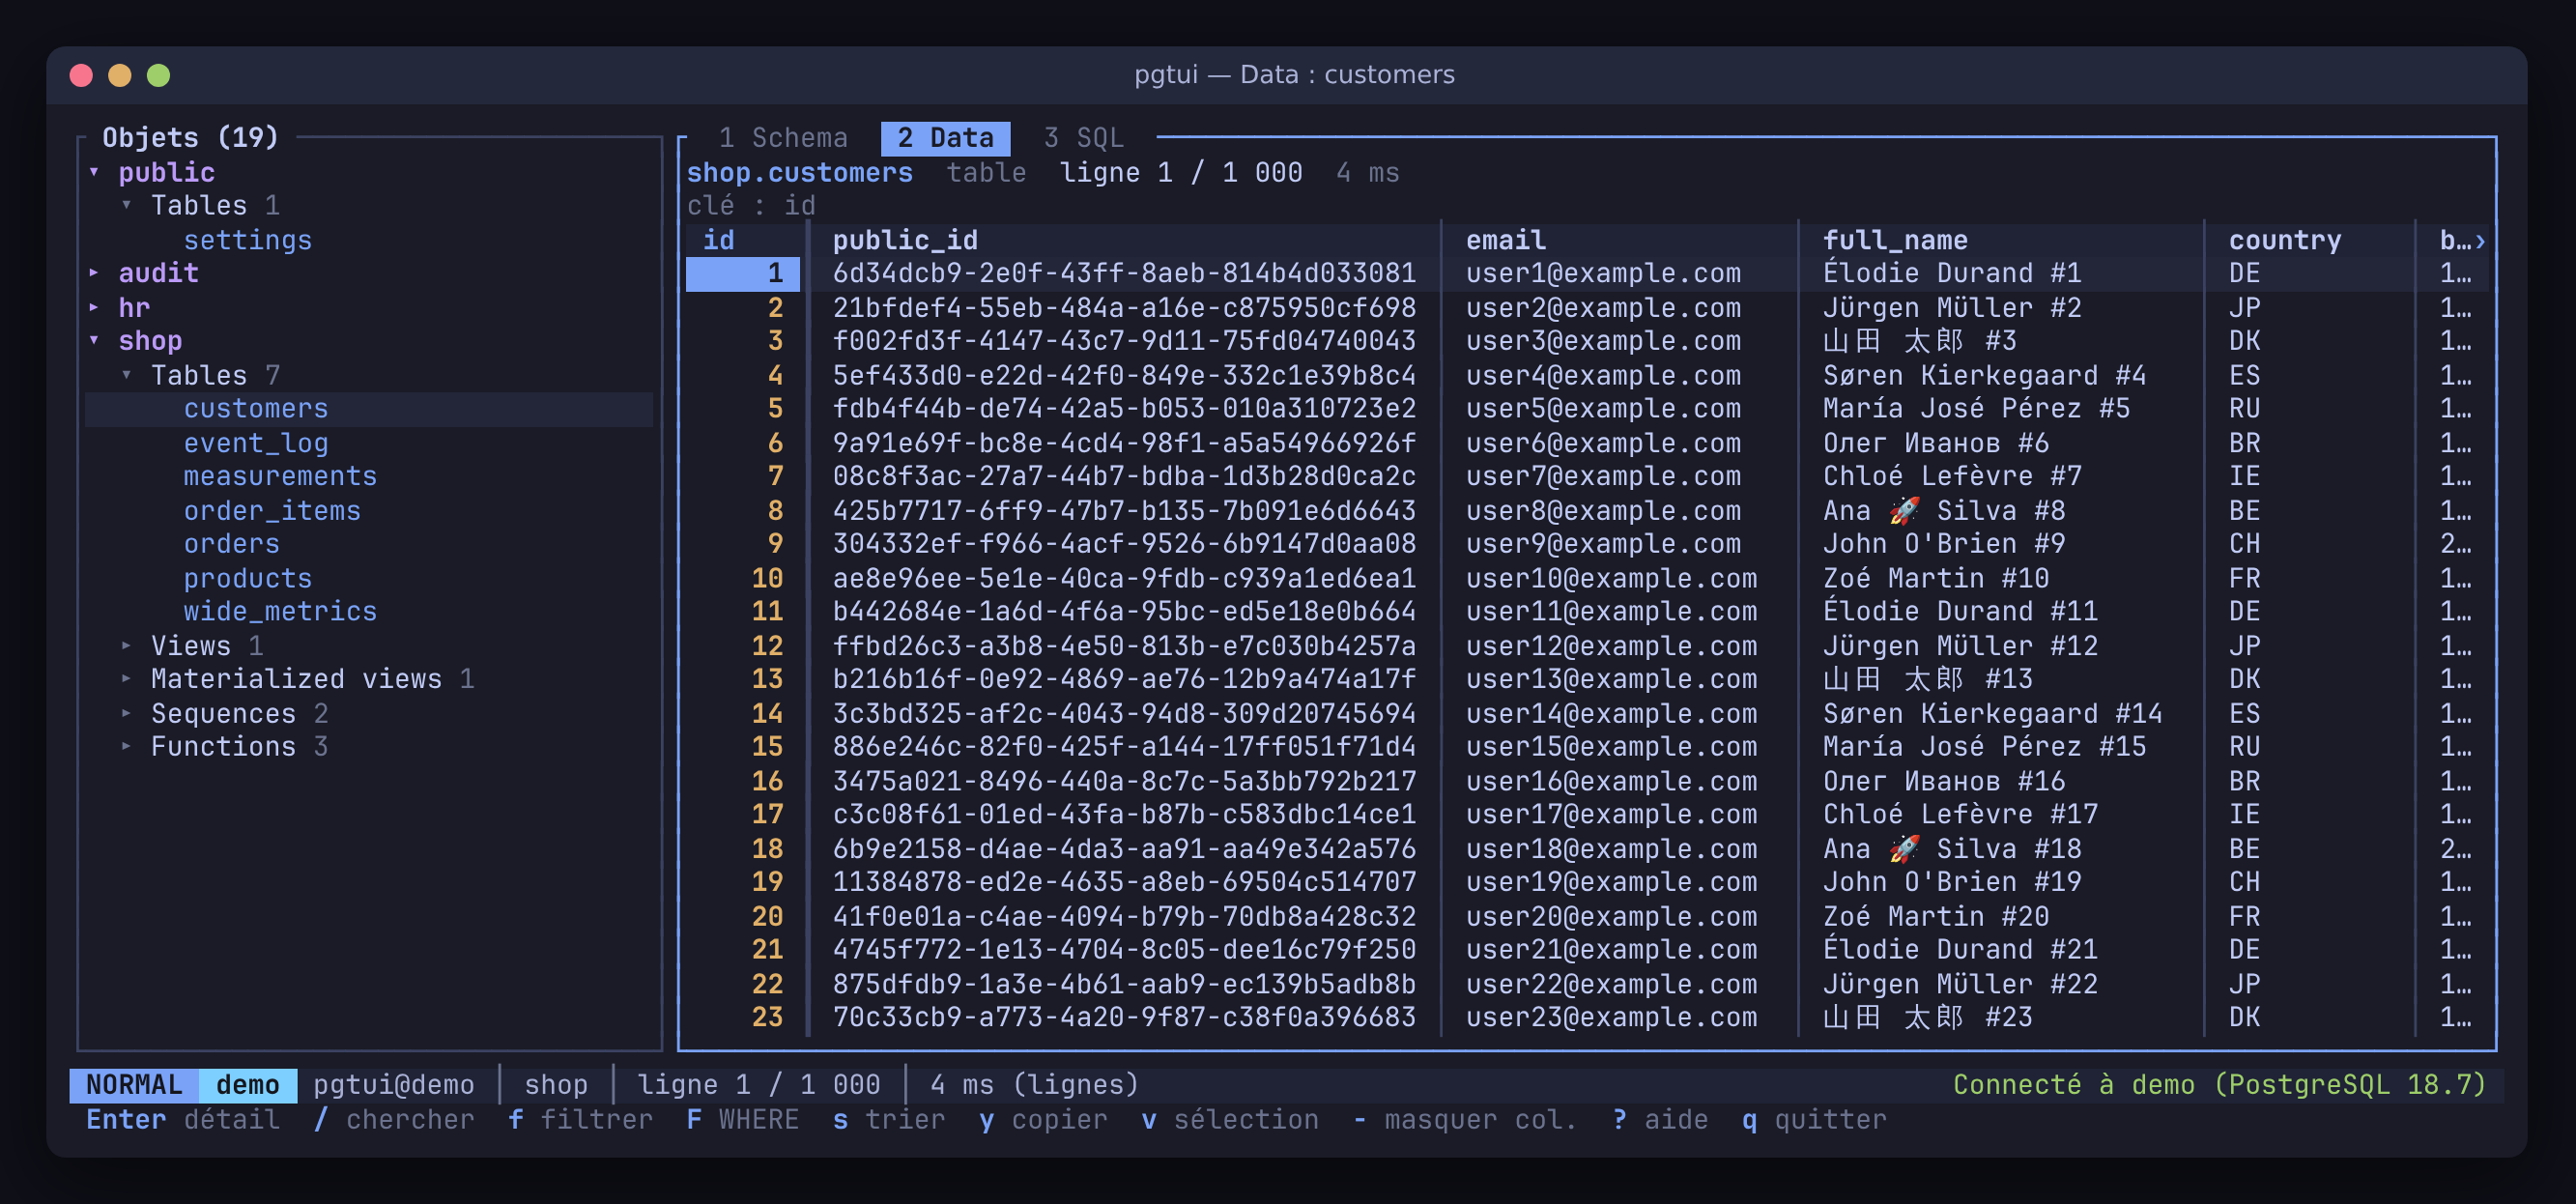 pgtui — Data : customers
Objets (19)
▾ public
▾ Tables 1
settings
▸ audit
▸ hr
▾ shop
▾ Tables 7
customers
event_log
measurements
order_items
orders
products
wide_metrics
▸ Views 1
▸ Materialized views 1
▸ Sequences 2
▸ Functions 3
1 Schema 2 Data 3 SQL
shop.customers table ligne 1 / 1 000 4 ms
clé : id
id public_id email full_name country b…›
1 6d34dcb9-2e0f-43ff-8aeb-814b4d033081 user1@example.com Élodie Durand #1 DE 1…
2 21bfdef4-55eb-484a-a16e-c875950cf698 user2@example.com Jürgen Müller #2 JP 1…
3 f002fd3f-4147-43c7-9d11-75fd04740043 user3@example.com 山田 太郎 #3 DK 1…
4 5ef433d0-e22d-42f0-849e-332c1e39b8c4 user4@example.com Søren Kierkegaard #4 ES 1…
5 fdb4f44b-de74-42a5-b053-010a310723e2 user5@example.com María José Pérez #5 RU 1…
6 9a91e69f-bc8e-4cd4-98f1-a5a54966926f user6@example.com Олег Иванов #6 BR 1…
7 08c8f3ac-27a7-44b7-bdba-1d3b28d0ca2c user7@example.com Chloé Lefèvre #7 IE 1…
8 425b7717-6ff9-47b7-b135-7b091e6d6643 user8@example.com Ana 🚀 Silva #8 BE 1…
9 304332ef-f966-4acf-9526-6b9147d0aa08 user9@example.com John O'Brien #9 CH 2…
10 ae8e96ee-5e1e-40ca-9fdb-c939a1ed6ea1 user10@example.com Zoé Martin #10 FR 1…
11 b442684e-1a6d-4f6a-95bc-ed5e18e0b664 user11@example.com Élodie Durand #11 DE 1…
12 ffbd26c3-a3b8-4e50-813b-e7c030b4257a user12@example.com Jürgen Müller #12 JP 1…
13 b216b16f-0e92-4869-ae76-12b9a474a17f user13@example.com 山田 太郎 #13 DK 1…
14 3c3bd325-af2c-4043-94d8-309d20745694 user14@example.com Søren Kierkegaard #14 ES 1…
15 886e246c-82f0-425f-a144-17ff051f71d4 user15@example.com María José Pérez #15 RU 1…
16 3475a021-8496-440a-8c7c-5a3bb792b217 user16@example.com Олег Иванов #16 BR 1…
17 c3c08f61-01ed-43fa-b87b-c583dbc14ce1 user17@example.com Chloé Lefèvre #17 IE 1…
18 6b9e2158-d4ae-4da3-aa91-aa49e342a576 user18@example.com Ana 🚀 Silva #18 BE 2…
19 11384878-ed2e-4635-a8eb-69504c514707 user19@example.com John O'Brien #19 CH 1…
20 41f0e01a-c4ae-4094-b79b-70db8a428c32 user20@example.com Zoé Martin #20 FR 1…
21 4745f772-1e13-4704-8c05-dee16c79f250 user21@example.com Élodie Durand #21 DE 1…
22 875dfdb9-1a3e-4b61-aab9-ec139b5adb8b user22@example.com Jürgen Müller #22 JP 1…
23 70c33cb9-a773-4a20-9f87-c38f0a396683 user23@example.com 山田 太郎 #23 DK 1…
NORMAL demo pgtui@demo │ shop │ ligne 1 / 1 000 │ 4 ms (lignes) Connecté à demo (PostgreSQL 18.7)
Enter détail / chercher f filtrer F WHERE s trier y copier v sélection - masquer col. ? aide q quitter